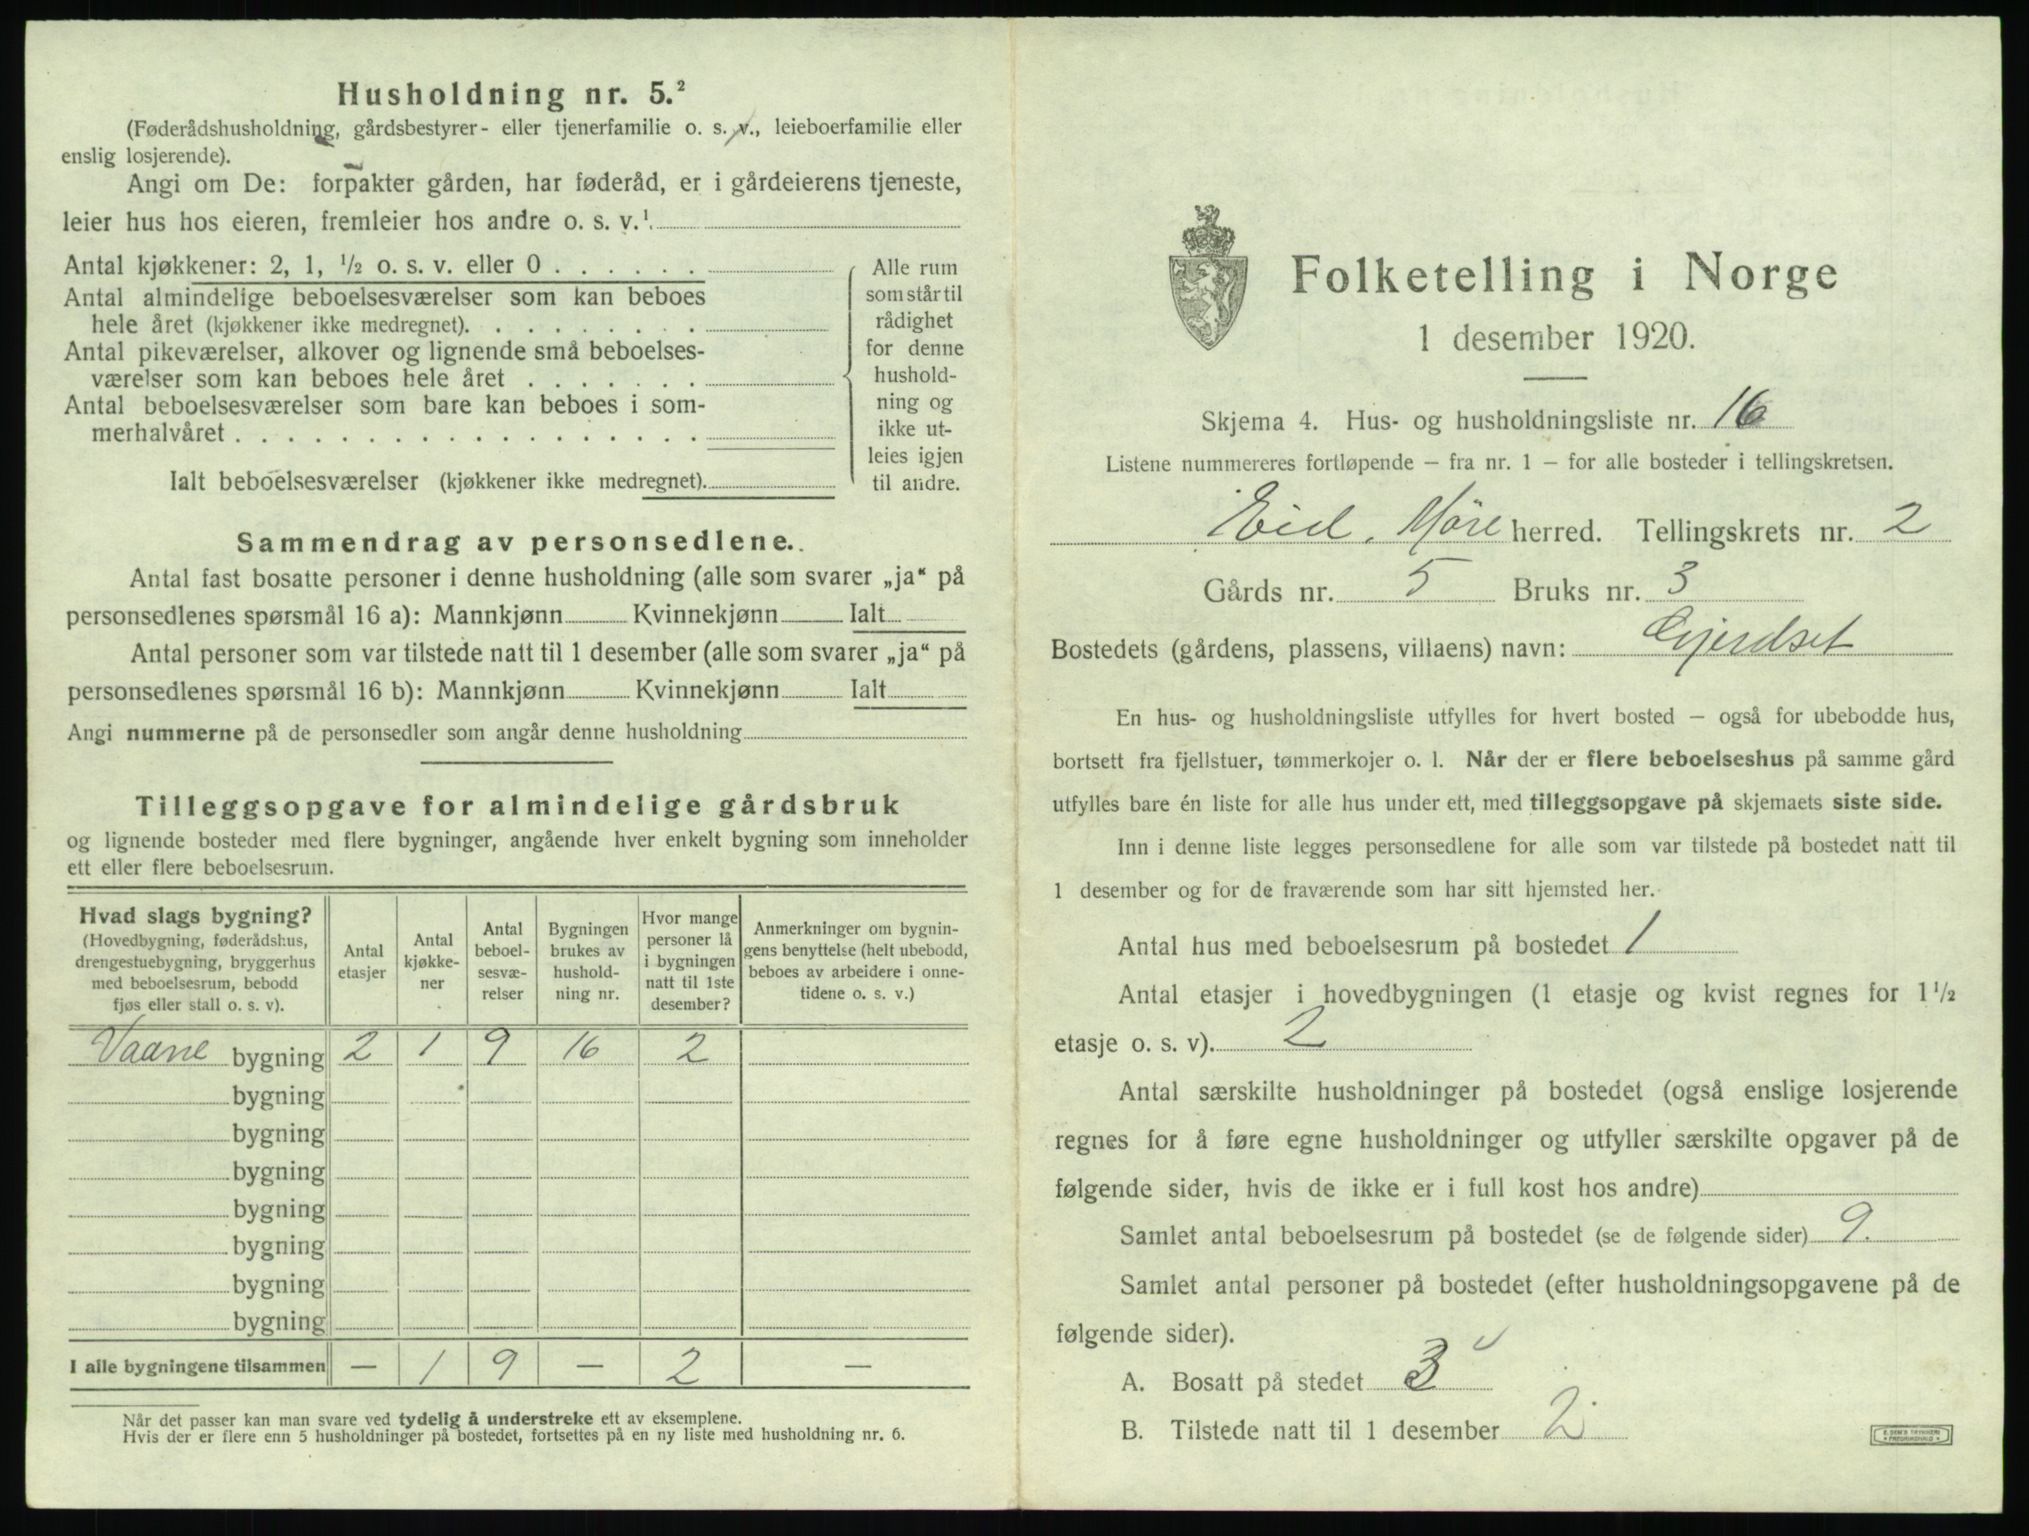 Husholdning nr. 5.²
(Føderådshusholdning, gårdsbestyrer- eller tjenerfamilie o. s. v., leieboerfamilie eller
enslig losjerende).
Angi om De: forpakter gården, har føderåd, er i gårdeierens tjeneste,
leier hus hos eieren, fremleier hos andre o. s. v.¹
Antal kjøkkener: 2, 1, ½ o. s. v. eller 0
Antal almindelige beboelsesværelser som kan beboes
hele året (kjøkkener ikke medregnet).
Antal pikeværelser, alkover og lignende små beboelses-
værelser som kan beboes hele året
Antal beboelsesværelser som bare kan beboes i som-
merhalvåret
Ialt beboelsesværelser (kjøkkener ikke medregnet).
Alle rum
som står til
rådighet
for denne
hushold-
ning og
ikke ut-
leies igjen
til andre.
Sammendrag av personsedlene.
Antal fast bosatte personer i denne husholdning (alle som svarer „ja“ på
personsedlenes spørsmål 16 a): Mannkjønn Kvinnekjønn Ialt
Antal personer som var tilstede natt til 1 desember (alle som svarer „ja“ på
personsedlenes spørsmål 16 b): Mannkjønn Kvinnekjønn Ialt
Angi nummerne på de personsedler som angår denne husholdning
Tilleggsopgave for almindelige gårdsbruk
og lignende bosteder med flere bygninger, angående hver enkelt bygning som inneholder
ett eller flere beboelsesrum.
Hvad slags bygning?
(Hovedbygning, føderådshus,
drengestuebygning, bryggerhus
med beboelsesrum, bebodd
fjøs eller stall o. s. v).
Antal
etasjer
Antal
kjøkke-
ner
Antal
beboel-
sesvæ-
relser
Bygningen
brukes av
hushold-
ning nr.
Hvor mange
personer lå
i bygningen
natt til 1ste
desember?
Anmerkninger om bygnin-
gens benyttelse (helt ubebodd,
beboes av arbeidere i onne-
tidene o. s. v.)
Vaane bygning 2 1 9 16 2
bygning
bygning
bygning
bygning
bygning
bygning
bygning
I alle bygningene tilsammen — 1 9 — 2 —
Når det passer kan man svare ved tydelig å understreke ett av eksemplene.
Hvis der er flere enn 5 husholdninger på bostedet, fortsettes på en ny liste med husholdning nr. 6.
Folketelling i Norge
1 desember 1920.
Skjema 4. Hus- og husholdningsliste nr. 16
Listene nummereres fortløpende — fra nr. 1 — for alle bosteder i tellingskretsen.
Eid, Møre herred. Tellingskrets nr. 2
Gårds nr. 5 Bruks nr. 3
Bostedets (gårdens, plassens, villaens) navn: Gjerdset
En hus- og husholdningsliste utfylles for hvert bosted — også for ubebodde hus,
bortsett fra fjellstuer, tømmerkojer o. l. Når der er flere beboelseshus på samme gård
utfylles bare én liste for alle hus under ett, med tilleggsopgave på skjemaets siste side.
Inn i denne liste legges personsedlene for alle som var tilstede på bostedet natt til
1 desember og for de fraværende som har sitt hjemsted her.
Antal hus med beboelsesrum på bostedet 1
Antal etasjer i hovedbygningen (1 etasje og kvist regnes for 1½
etasje o. s. v). 2
Antal særskilte husholdninger på bostedet (også enslige losjerende
regnes for å føre egne husholdninger og utfyller særskilte opgaver på de
følgende sider, hvis de ikke er i full kost hos andre)
Samlet antal beboelsesrum på bostedet (se de følgende sider) 9.
Samlet antal personer på bostedet (efter husholdningsopgavene på de
følgende sider).
A. Bosatt på stedet 3
B. Tilstede natt til 1 desember 2